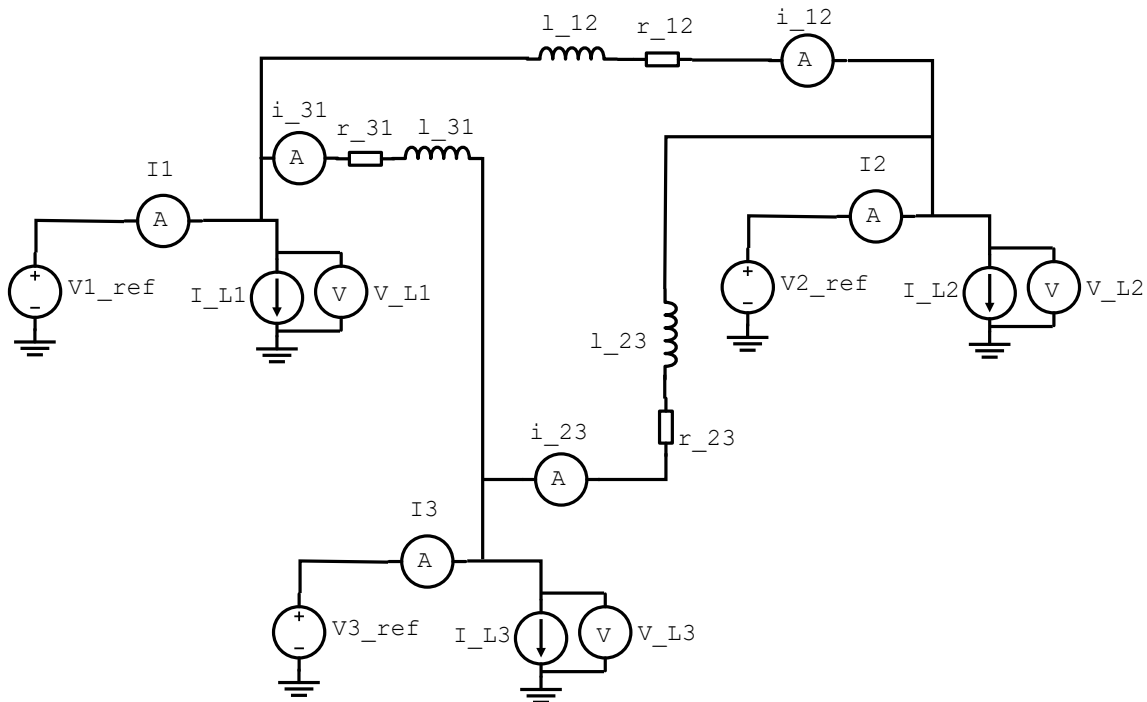 l_12
r_12
i_12
A
i_31
r_31
l_31
A
I1
I2
A
A
+
V1_ref
−
I_L1
V
V_L1
+
V2_ref
−
I_L2
V
V_L2
l_23
i_23
r_23
A
I3
A
+
V3_ref
−
I_L3
V
V_L3